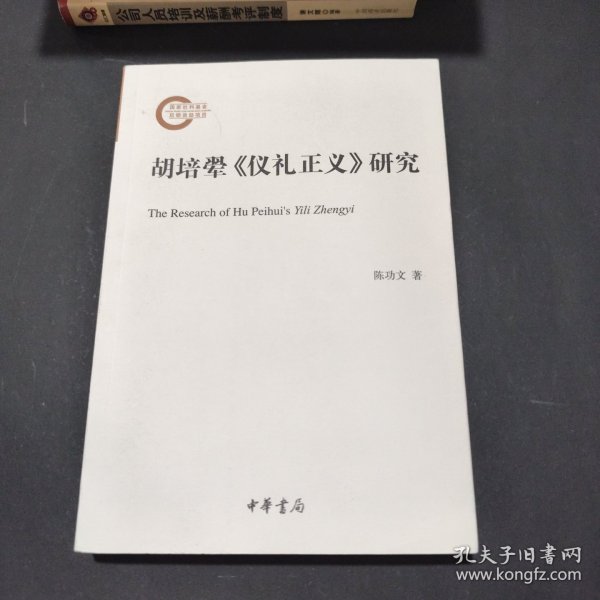 公司人员培训及薪酬考评制度
国家社科基金
后期资助项目
胡培翚《仪礼正义》研究
The Research of Hu Peihui's Yili Zhengyi
陈功文 著
中華書局
孔夫子旧书网
www.kongfz.com